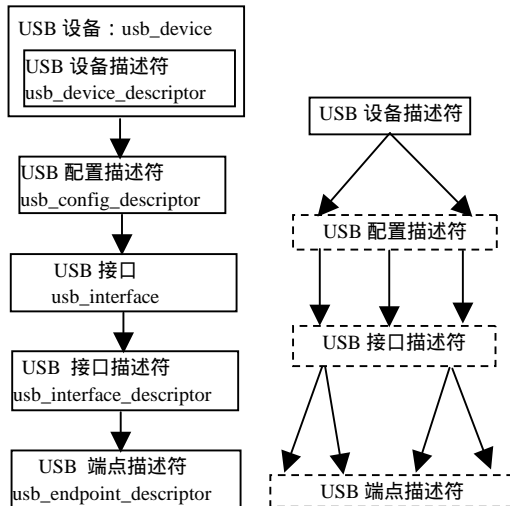 USB 设备：usb_device
USB 设备描述符
usb_device_descriptor
USB 配置描述符
usb_config_descriptor
USB 接口
usb_interface
USB 接口描述符
usb_interface_descriptor
USB 端点描述符
usb_endpoint_descriptor
USB 设备描述符
USB 配置描述符
USB 接口描述符
USB 端点描述符